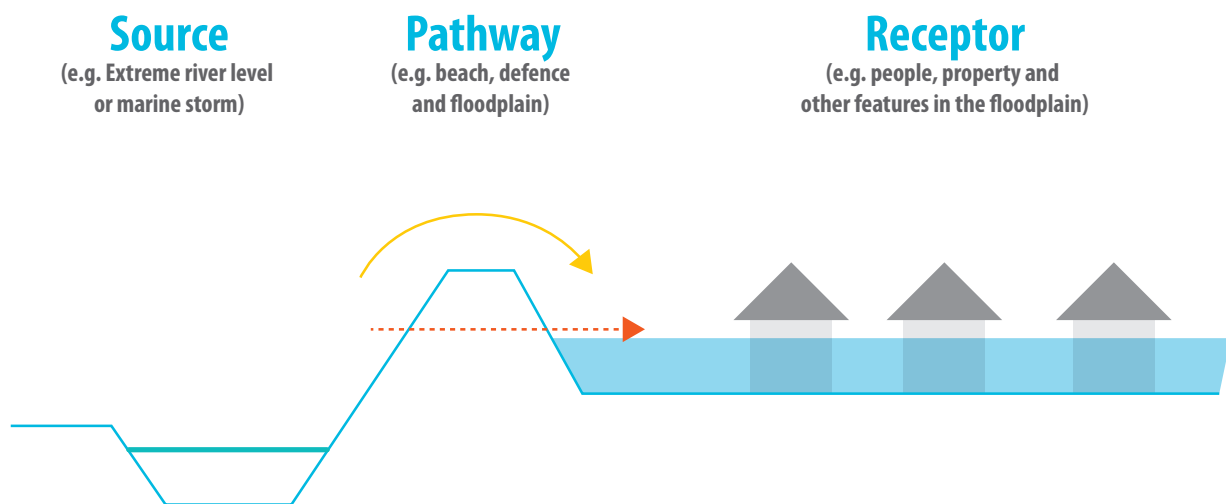 Source
(e.g. Extreme river level
or marine storm)
Pathway
(e.g. beach, defence
and floodplain)
Receptor
(e.g. people, property and
other features in the floodplain)